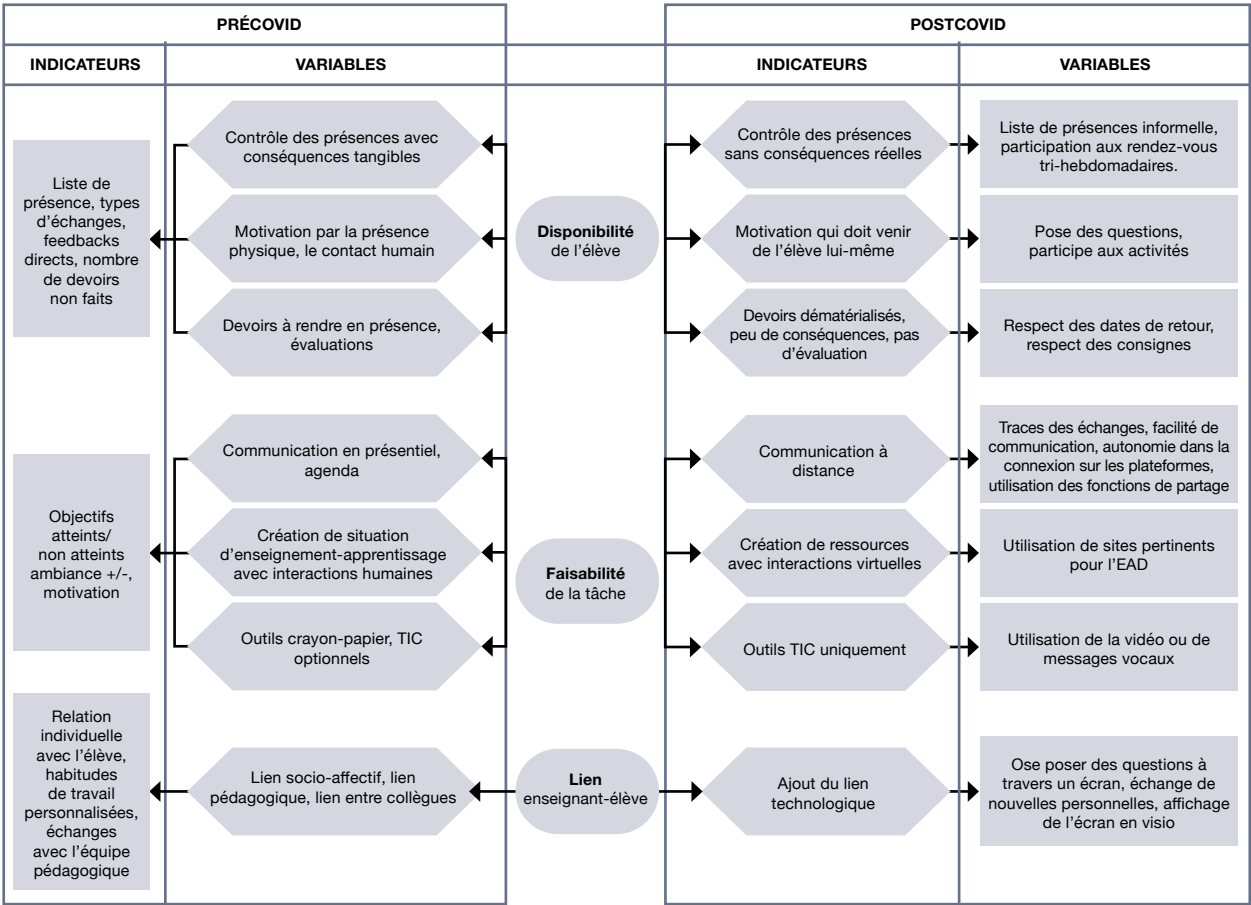 PRÉCOVID
POSTCOVID
INDICATEURS
VARIABLES
INDICATEURS
VARIABLES
Liste de
présence, types
d'échanges,
feedbacks
directs, nombre
de devoirs
non faits
Contrôle des présences avec
conséquences tangibles
Motivation par la présence
physique, le contact humain
Devoirs à rendre en présence,
évaluations
Disponibilité
de l'élève
Contrôle des présences
sans conséquences réelles
Motivation qui doit venir
de l'élève lui-même
Devoirs dématérialisés,
peu de conséquences, pas
d'évaluation
Liste de présences informelle,
participation aux rendez-vous
tri-hebdomadaires.
Pose des questions,
participe aux activités
Respect des dates de retour,
respect des consignes
Objectifs
atteints/
non atteints
ambiance +/-,
motivation
Communication en présentiel,
agenda
Création de situation
d'enseignement-apprentissage
avec interactions humaines
Outils crayon-papier, TIC
optionnels
Faisabilité
de la tâche
Communication à
distance
Création de ressources
avec interactions virtuelles
Outils TIC uniquement
Traces des échanges, facilité de
communication, autonomie dans la
connexion sur les plateformes,
utilisation des fonctions de partage
Utilisation de sites pertinents
pour l'EAD
Utilisation de la vidéo ou de
messages vocaux
Relation
individuelle
avec l'élève,
habitudes
de travail
personnalisées,
échanges
avec l'équipe
pédagogique
Lien socio-affectif, lien
pédagogique, lien entre collègues
Lien
enseignant-élève
Ajout du lien
technologique
Ose poser des questions à
travers un écran, échange de
nouvelles personnelles, affichage
de l'écran en visio